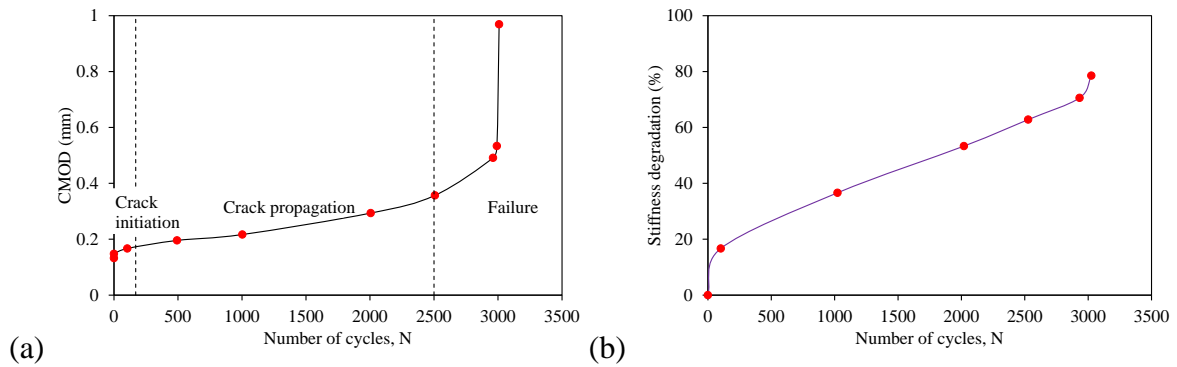 1
0.8
0.6
0.4
0.2
0
CMOD (mm)
Crack
initiation
Crack propagation
Failure
0 500 1000 1500 2000 2500 3000 3500
Number of cycles, N
(a)
100
80
60
40
20
0
Stiffness degradation (%)
0 500 1000 1500 2000 2500 3000 3500
Number of cycles, N
(b)